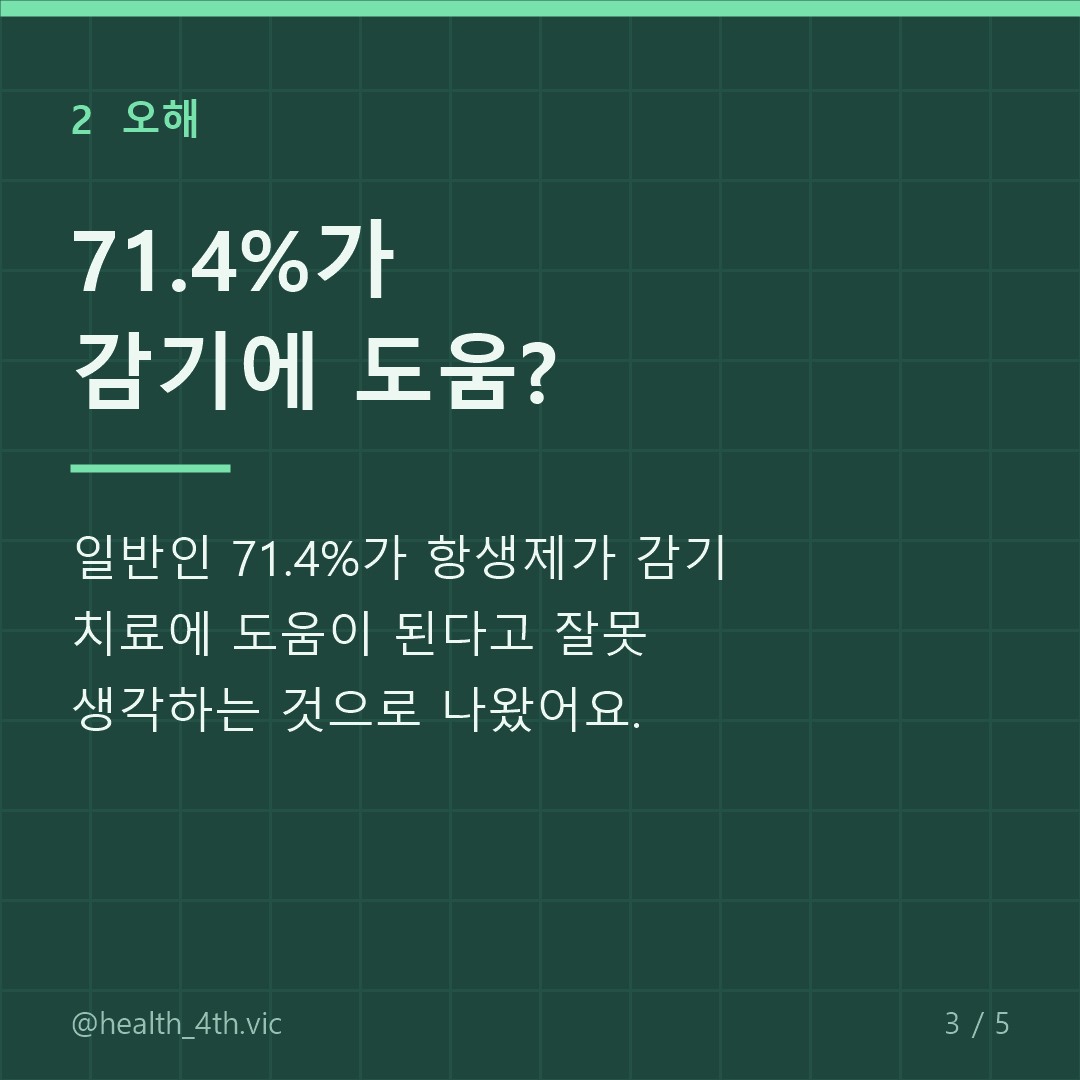 2 오해
71.4%가
감기에 도움?
일반인 71.4%가 항생제가 감기
치료에 도움이 된다고 잘못
생각하는 것으로 나왔어요.
@health_4th.vic
3 / 5